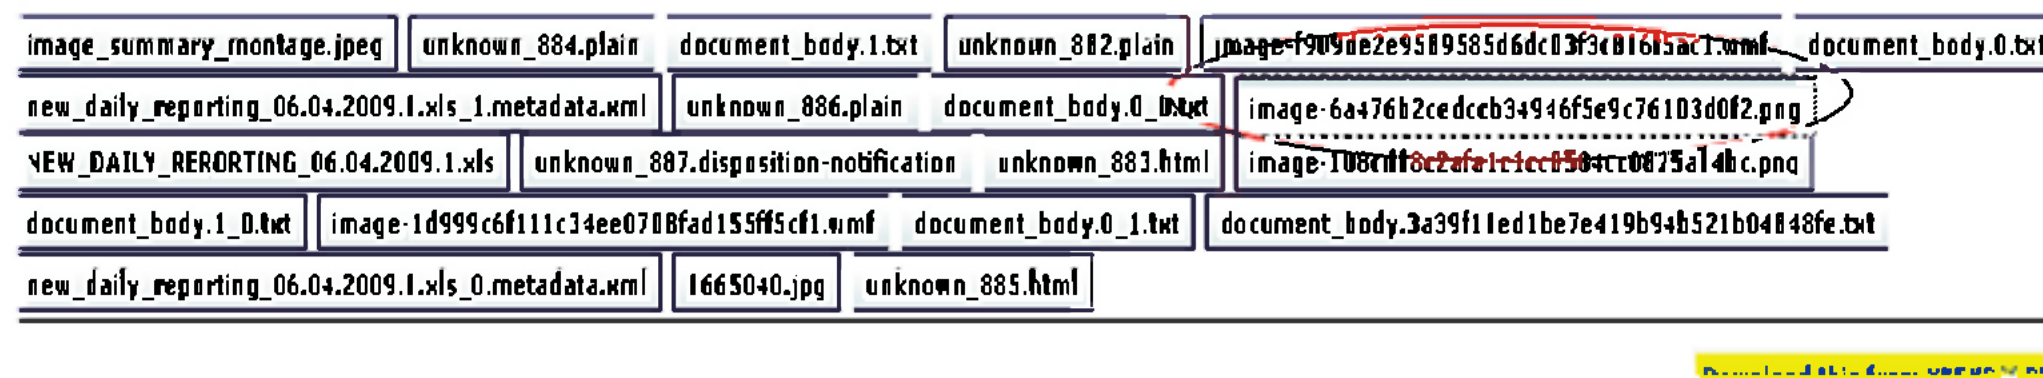 image_summary_montage.jpeg unknown_884.plain document_body.1.txt unknown_882.plain document_body.0.txt
new_daily_reporting_06.04.2009.1.xls_1.metadata.xml unknown_886.plain document_body.0_0.txt image-6a476b2cedccb34946f5e9c76103d0f2.png
NEW_DAILY_RERORTING_06.04.2009.1.xls unknown_887.disposition-notification unknown_883.html
document_body.1_0.txt image-1d999c6f111c34ee0708fad155ff5cf1.wmf document_body.0_1.txt document_body.3a39f11ed1be7e419b94b521b04848fe.txt
new_daily_reporting_06.04.2009.1.xls_0.metadata.xml 1665040.jpg unknown_885.html